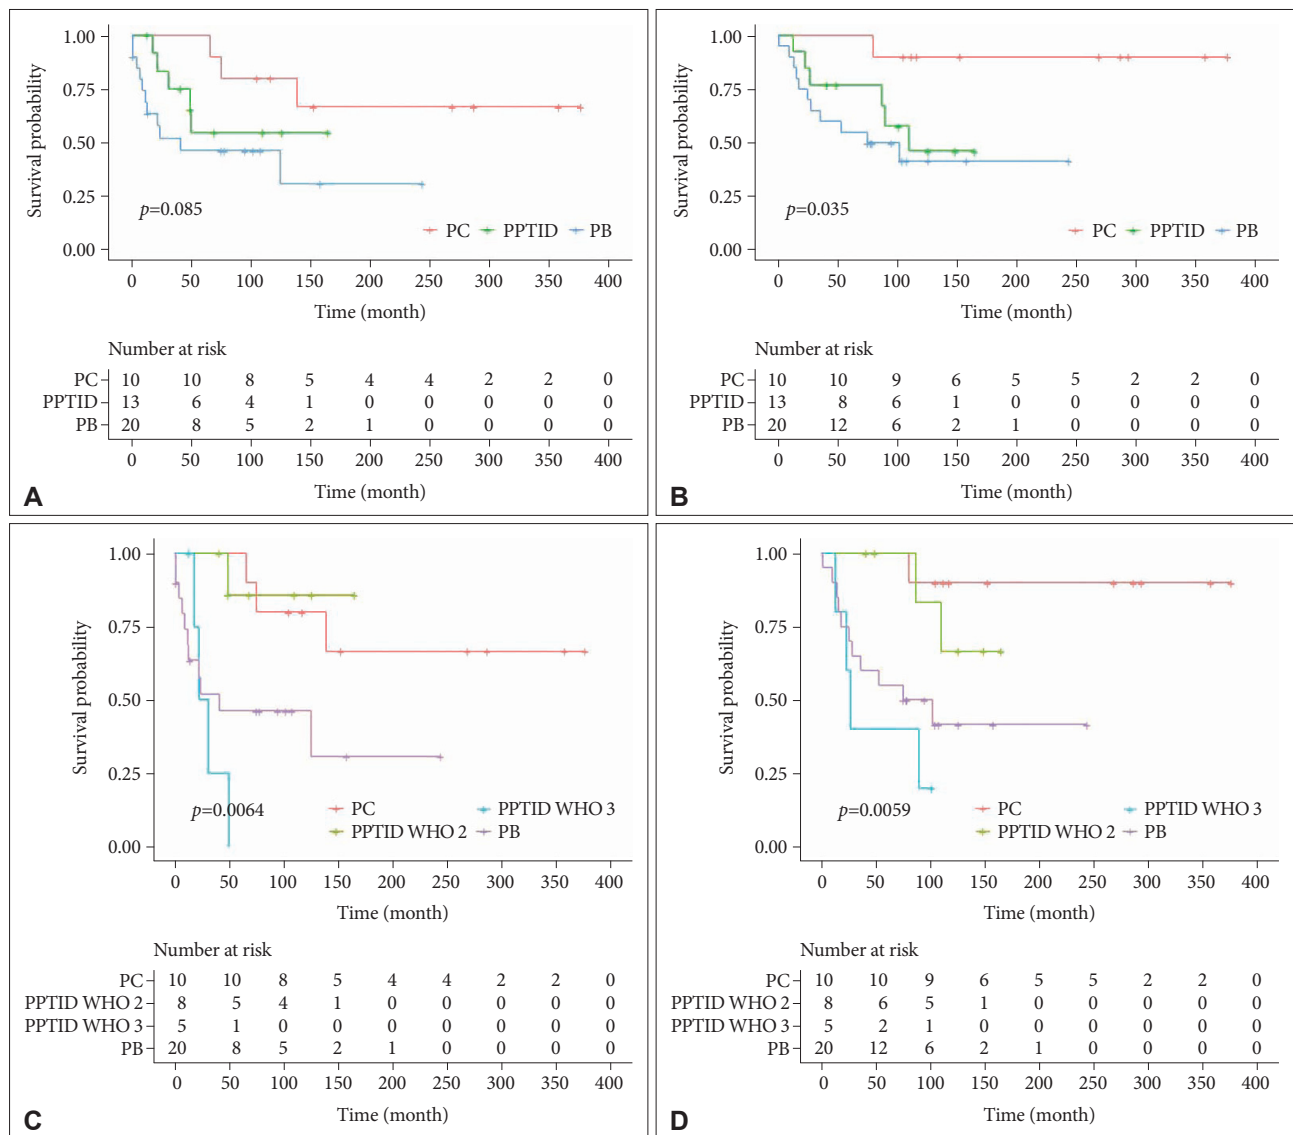 1.00
0.75
0.50
0.25
0.00
Survival probability
p=0.085
PC PPTID PB
0 50 100 150 200 250 300 350 400
Time (month)
Number at risk
PC 10 10 8 5 4 4 2 2 0
PPTID 13 6 4 1 0 0 0 0 0
PB 20 8 5 2 1 0 0 0 0
0 50 100 150 200 250 300 350 400
Time (month)
A
1.00
0.75
0.50
0.25
0.00
Survival probability
p=0.035
PC PPTID PB
0 50 100 150 200 250 300 350 400
Time (month)
Number at risk
PC 10 10 9 6 5 5 2 2 0
PPTID 13 8 6 1 0 0 0 0 0
PB 20 12 6 2 1 0 0 0 0
0 50 100 150 200 250 300 350 400
Time (month)
B
1.00
0.75
0.50
0.25
0.00
Survival probability
p=0.0064
PC PPTID WHO 3
PPTID WHO 2 PB
0 50 100 150 200 250 300 350 400
Time (month)
Number at risk
PC 10 10 8 5 4 4 2 2 0
PPTID WHO 2 8 5 4 1 0 0 0 0 0
PPTID WHO 3 5 1 0 0 0 0 0 0 0
PB 20 8 5 2 1 0 0 0 0
0 50 100 150 200 250 300 350 400
Time (month)
C
1.00
0.75
0.50
0.25
0.00
Survival probability
p=0.0059
PC PPTID WHO 3
PPTID WHO 2 PB
0 50 100 150 200 250 300 350 400
Time (month)
Number at risk
PC 10 10 9 6 5 5 2 2 0
PPTID WHO 2 8 6 5 1 0 0 0 0 0
PPTID WHO 3 5 2 1 0 0 0 0 0 0
PB 20 12 6 2 1 0 0 0 0
0 50 100 150 200 250 300 350 400
Time (month)
D